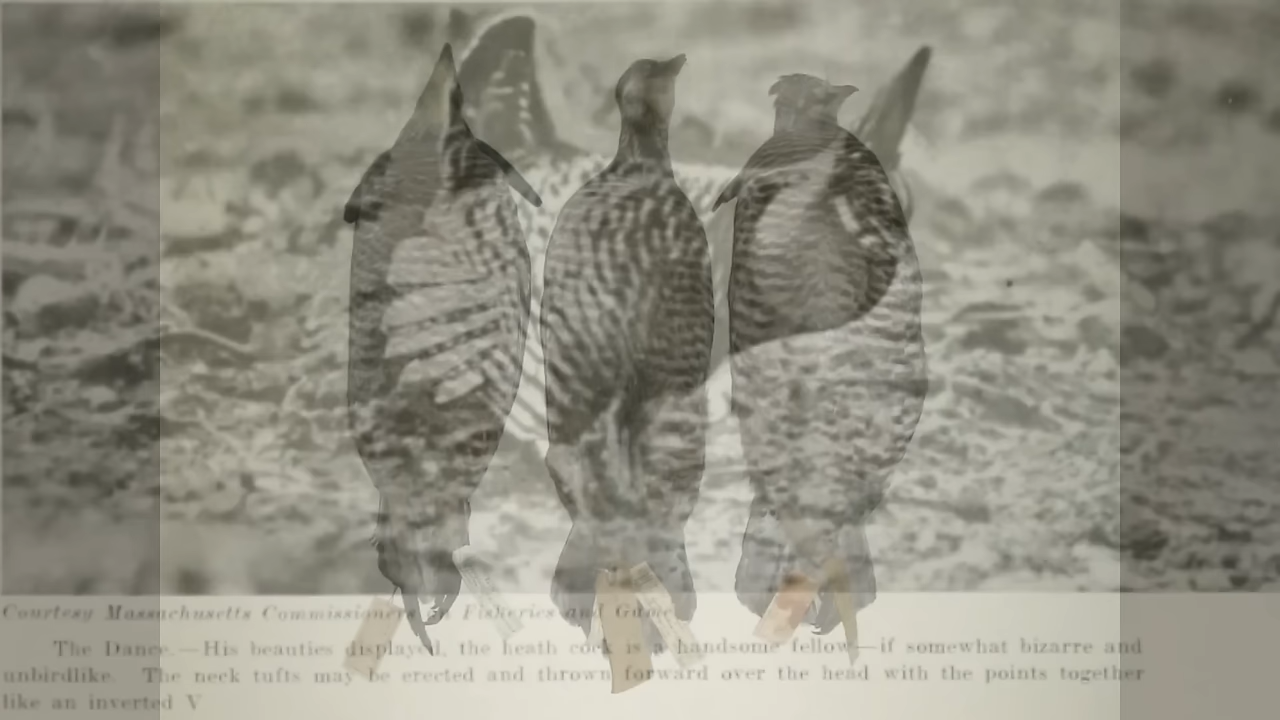 Courtesy Massachusetts Commissioners on Fisheries and Game
The Dance.—His beauties displayed, the heath cock is a handsome fellow—if somewhat bizarre and
unbirdlike. The neck tufts may be erected and thrown forward over the head with the points together
like an inverted V